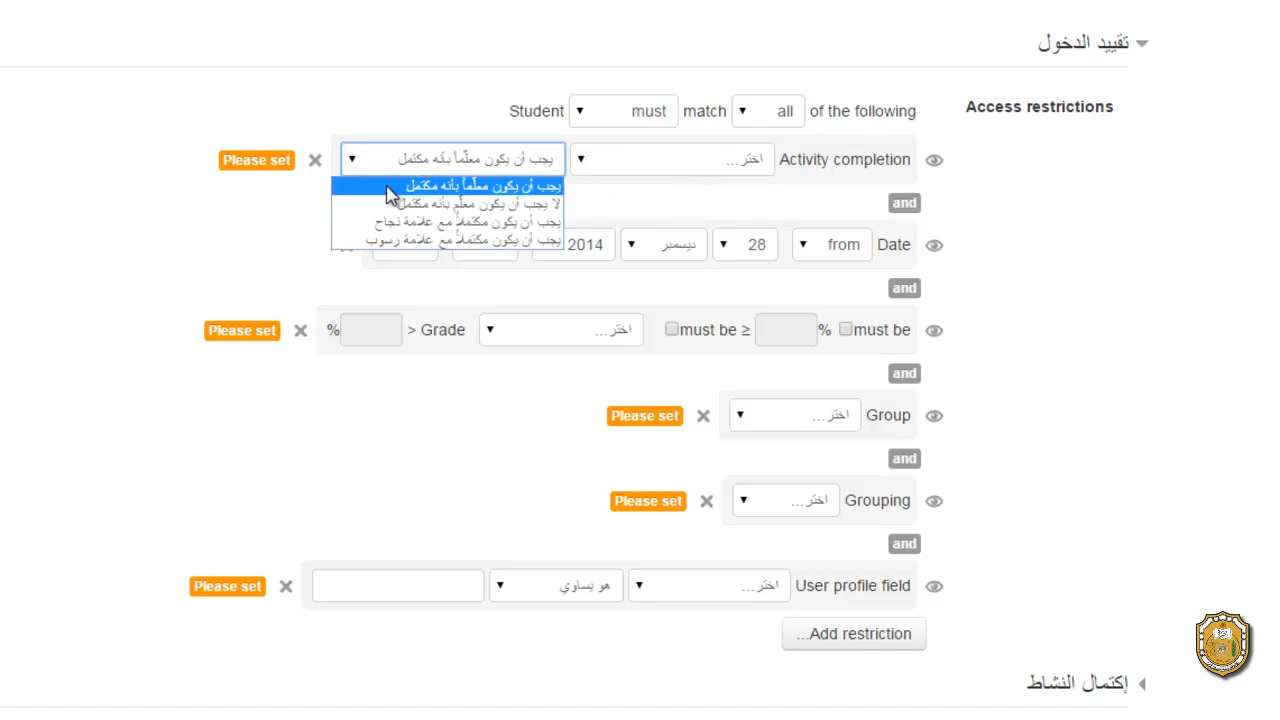 تقييد الدخول
Access restrictions
Student must match all of the following
Activity completion اختر... يجب أن يكون معلّماً بأنه مكتمل Please set
يجب أن يكون معلّماً بأنه مكتمل
لا يجب أن يكون معلّم بأنه مكتمل
يجب أن يكون مكتملاً مع علامة نجاح
يجب أن يكون مكتملاً مع علامة رسوب
and
Date from 28 ديسمبر 2014
and
must be % must be ≥ اختر... Grade > % Please set
and
Group اختر... Please set
and
Grouping اختر... Please set
and
User profile field اختر... هو يساوي Please set
Add restriction...
إكتمال النشاط